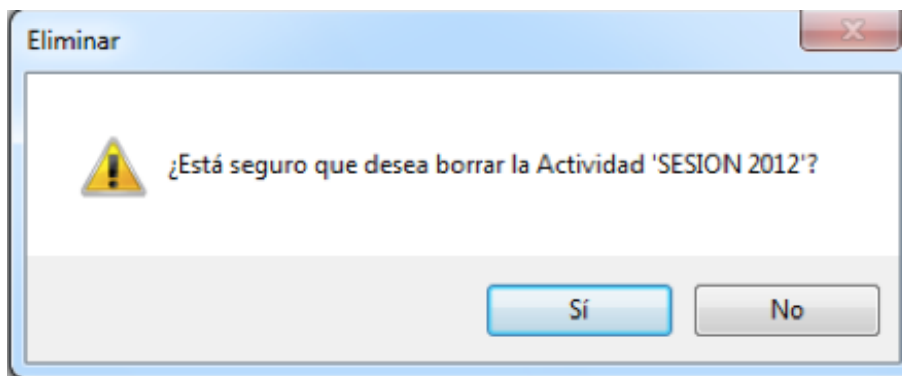 Eliminar
¿Está seguro que desea borrar la Actividad 'SESION 2012'?
Sí
No